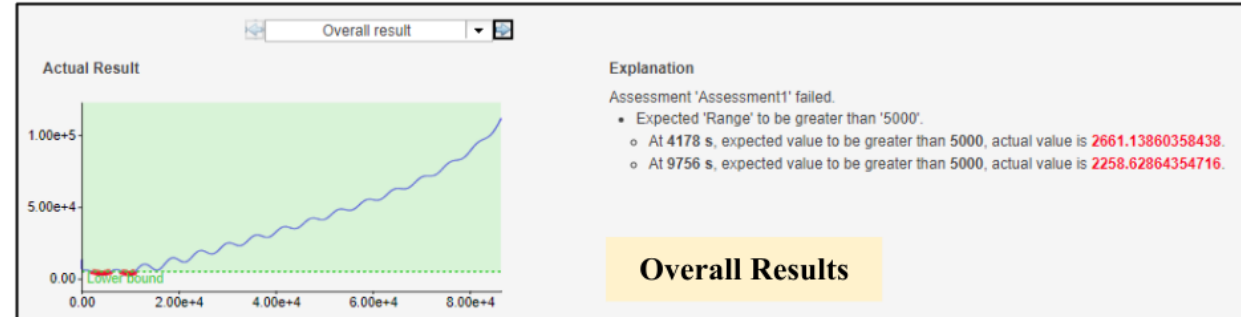 Overall result
Actual Result
1.00e+5
5.00e+4
0.00
Lower bound
0.00 2.00e+4 4.00e+4 6.00e+4 8.00e+4
Explanation
Assessment 'Assessment1' failed.
Expected 'Range' to be greater than '5000'.
At 4178 s, expected value to be greater than 5000, actual value is 2661.13860358438.
At 9756 s, expected value to be greater than 5000, actual value is 2258.62864354716.
Overall Results